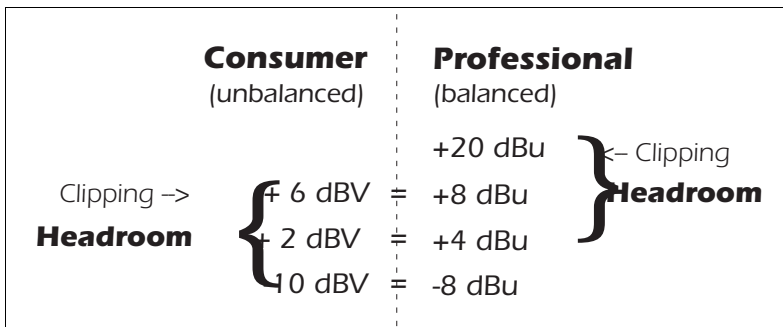 Consumer Professional
(unbalanced) (balanced)
+20 dBu <– Clipping
Clipping –> + 6 dBV = +8 dBu Headroom
Headroom + 2 dBV = +4 dBu
10 dBV = -8 dBu